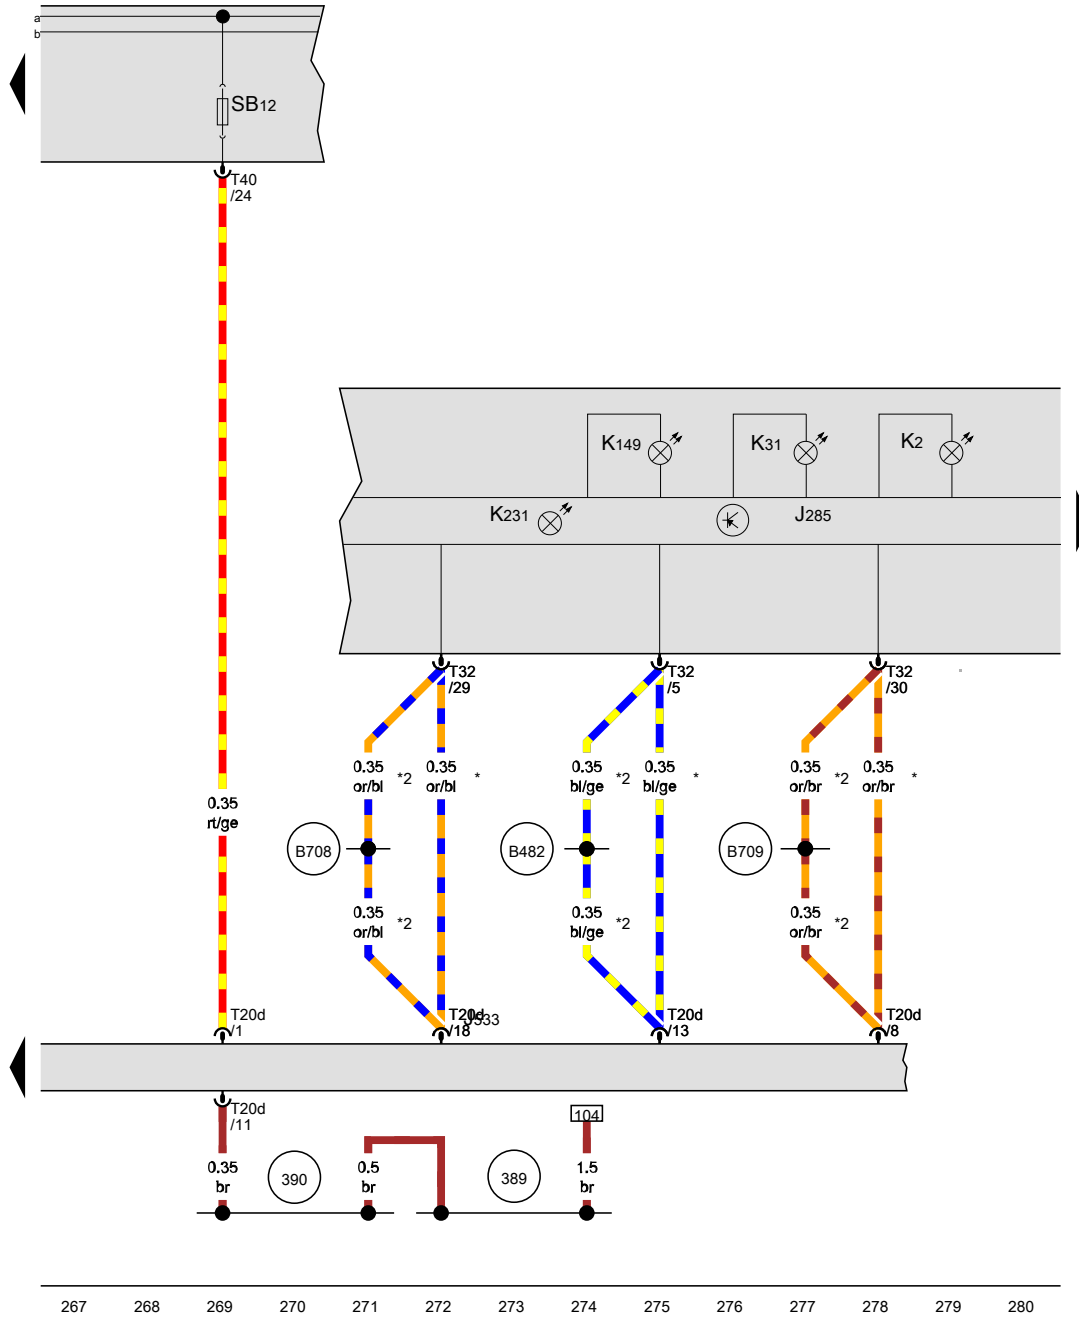 a
b
SB12
T40
/24
K149
K31
K2
K231
J285
T32
/29
T32
/5
T32
/30
0.35
or/bl
*2
0.35
or/bl
*
0.35
bl/ge
*2
0.35
bl/ge
*
0.35
or/br
*2
0.35
or/br
*
0.35
rt/ge
B708
B482
B709
0.35
or/bl
*2
0.35
bl/ge
*2
0.35
or/br
*2
T20d
/1
T20d
/18
J533
T20d
/13
T20d
/8
T20d
/11
104
0.35
br
390
0.5
br
389
1.5
br
267 268 269 270 271 272 273 274 275 276 277 278 279 280